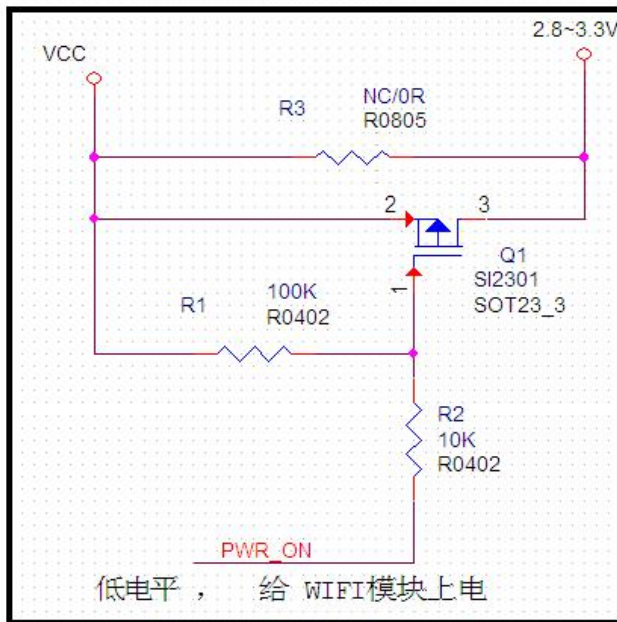 2.8~3.3V
VCC
R3
NC/0R
R0805
2
3
1
Q1
SI2301
SOT23_3
R1
100K
R0402
R2
10K
R0402
PWR_ON
低电平， 给 WIFI模块上电